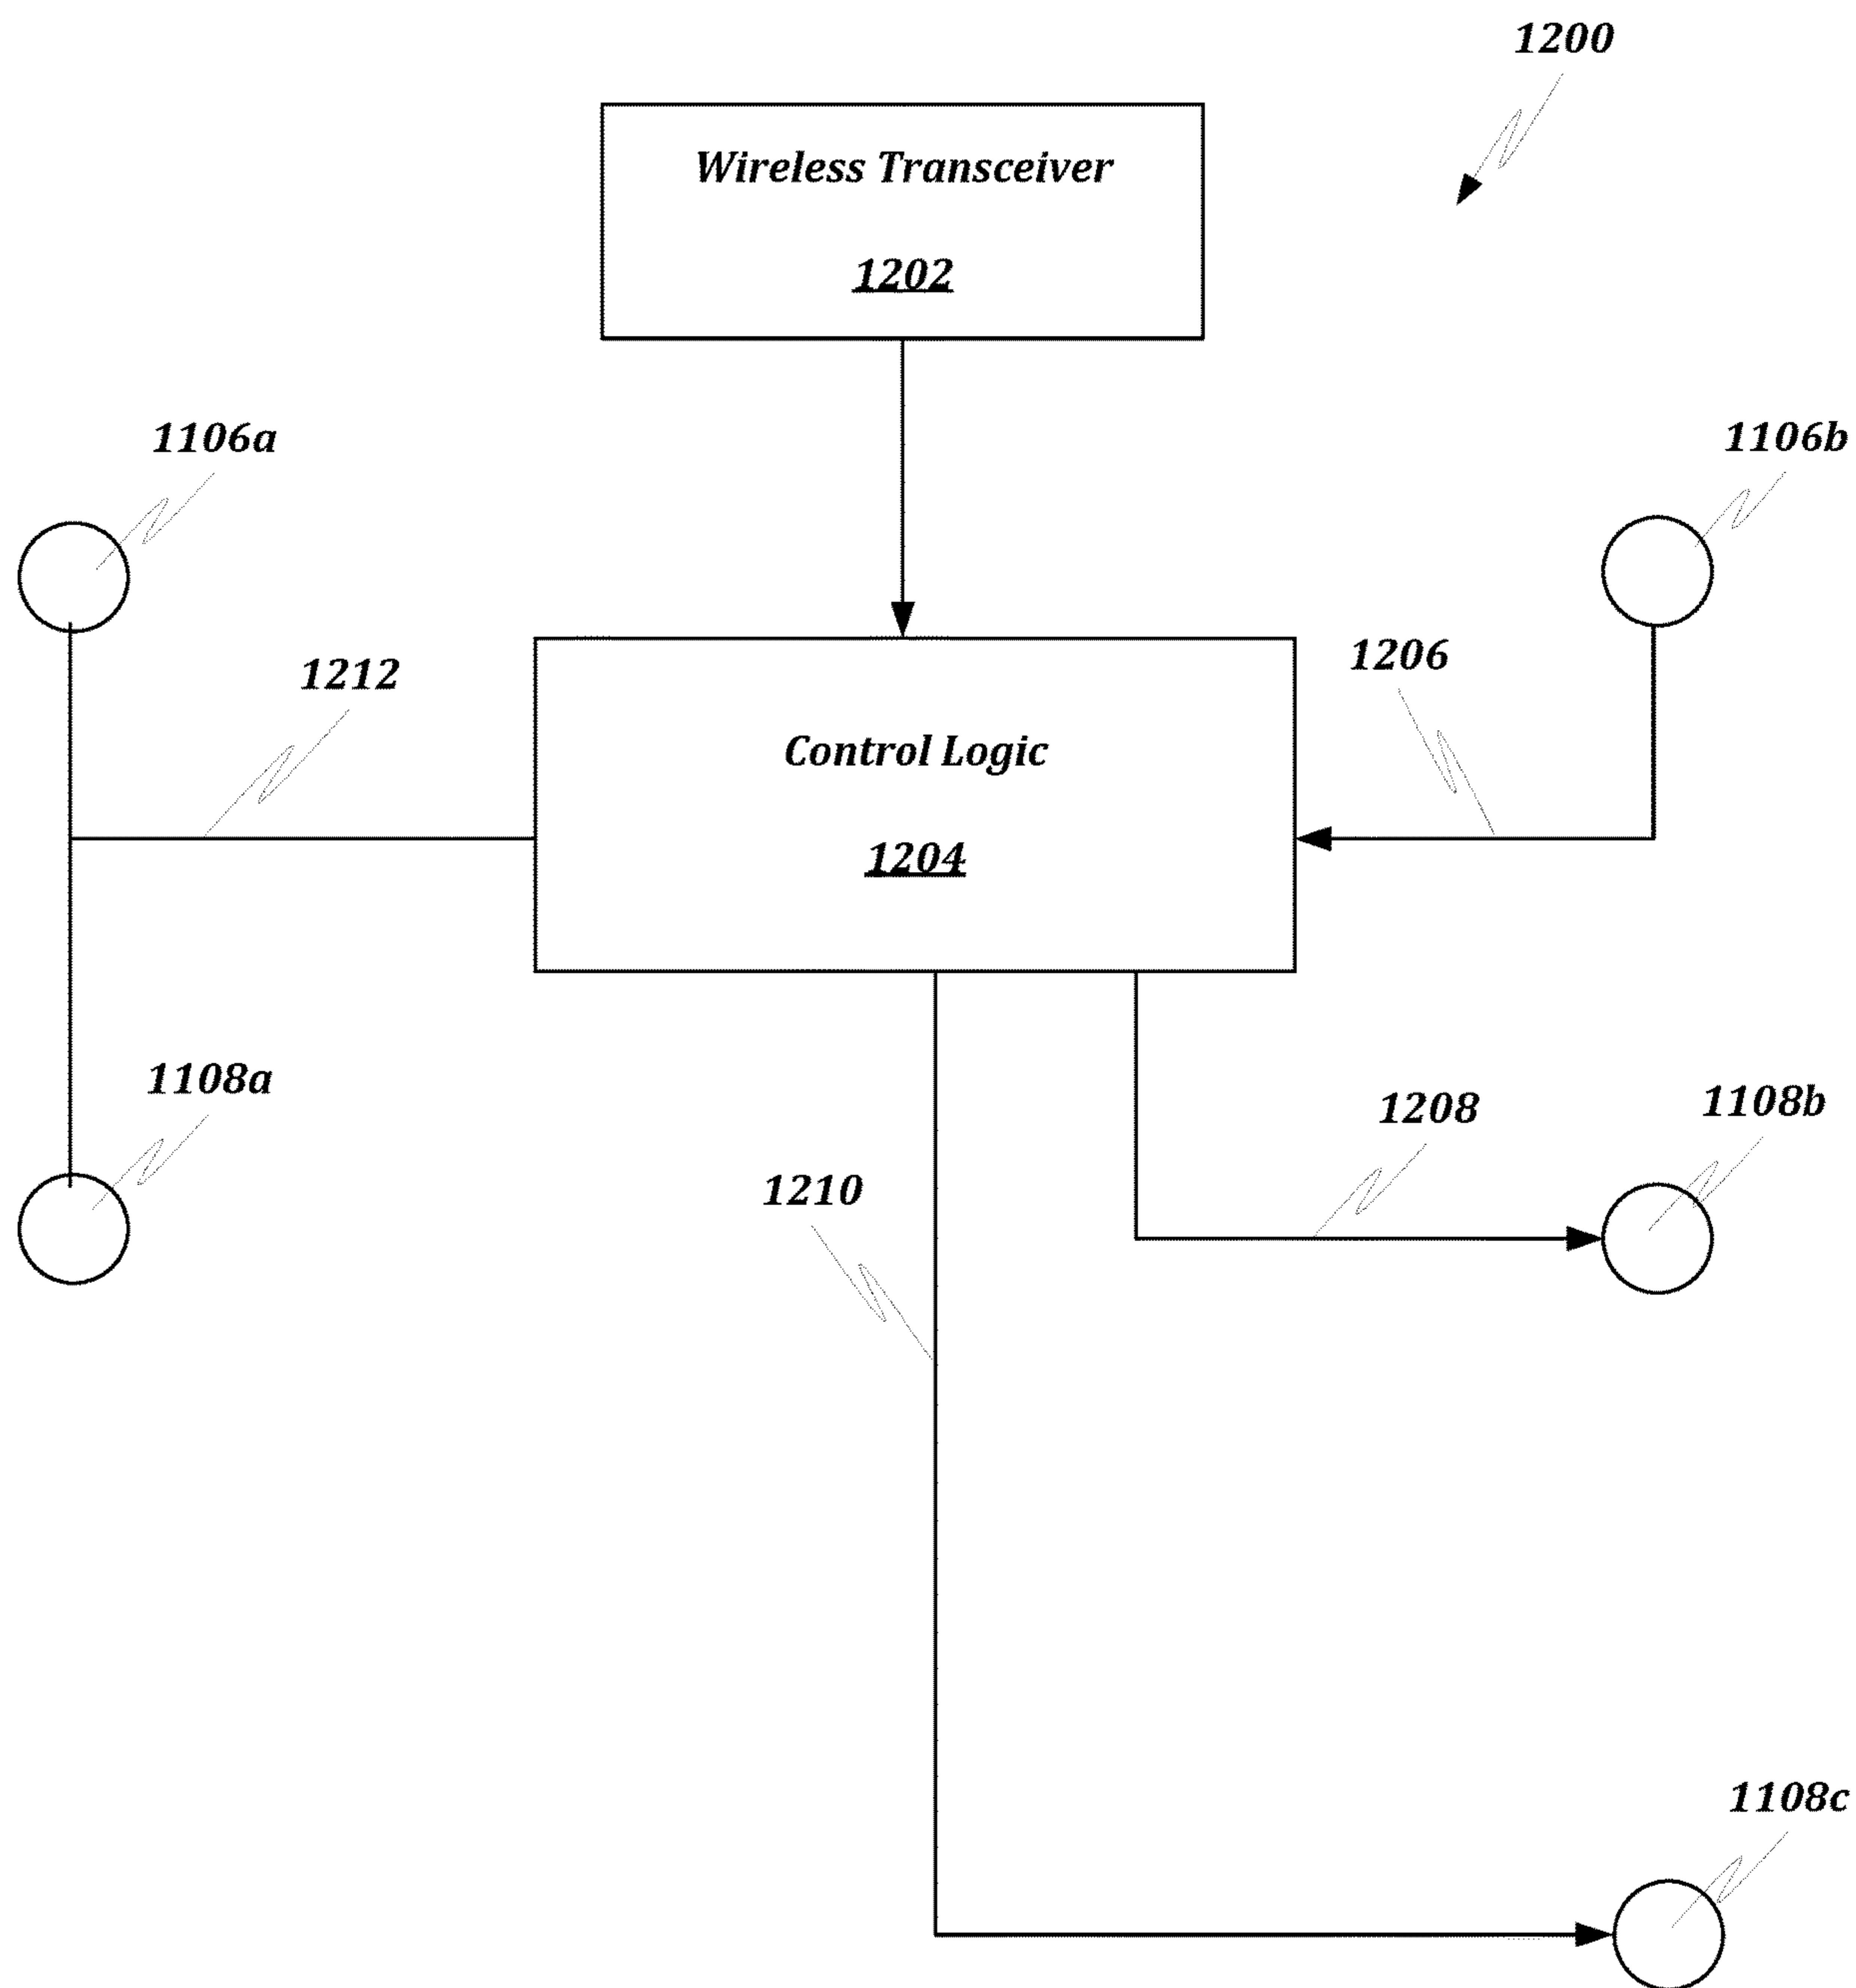 1200
Wireless Transceiver
1202
1106a
1106b
1206
1212
Control Logic
1204
1108a
1108b
1208
1210
1108c